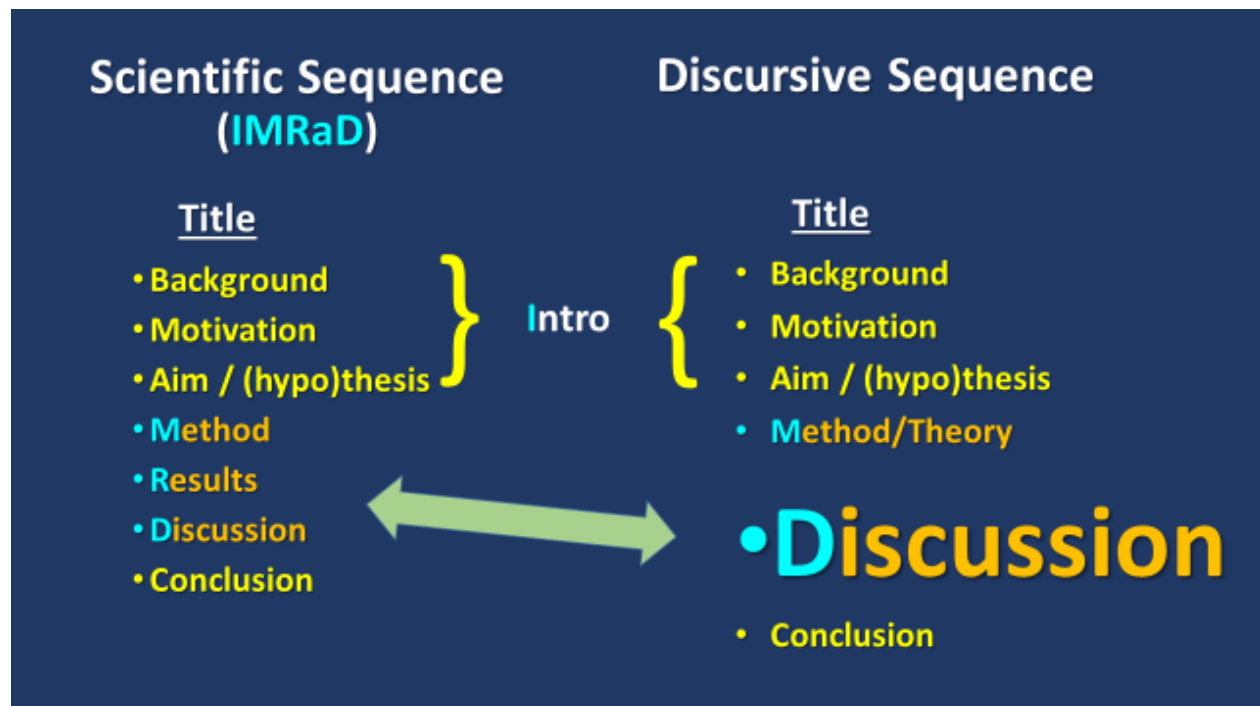 Scientific Sequence
(IMRaD)
Title
• Background
• Motivation
• Aim / (hypo)thesis
• Method
• Results
• Discussion
• Conclusion
} Intro {
Discursive Sequence
Title
• Background
• Motivation
• Aim / (hypo)thesis
• Method/Theory
• Discussion
• Conclusion